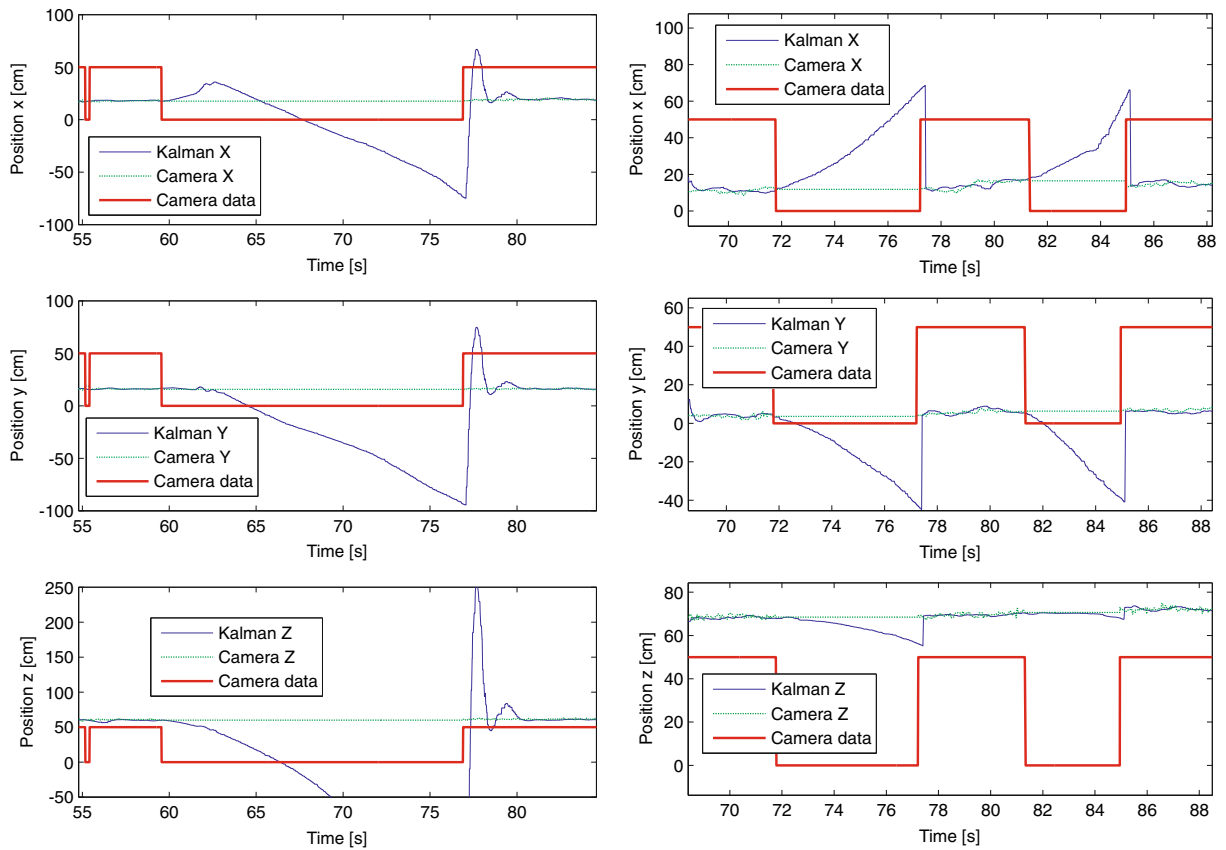 100
50
0
-50
-100
Position x [cm]
Kalman X
Camera X
Camera data
55 60 65 70 75 80
Time [s]
100
80
60
40
20
0
Position x [cm]
Kalman X
Camera X
Camera data
70 72 74 76 78 80 82 84 86 88
Time [s]
100
50
0
-50
-100
Position y [cm]
Kalman Y
Camera Y
Camera data
55 60 65 70 75 80
Time [s]
60
40
20
0
-20
-40
Position y [cm]
Kalman Y
Camera Y
Camera data
70 72 74 76 78 80 82 84 86 88
Time [s]
250
200
150
100
50
0
-50
Position z [cm]
Kalman Z
Camera Z
Camera data
55 60 65 70 75 80
Time [s]
80
60
40
20
0
Position z [cm]
Kalman Z
Camera Z
Camera data
70 72 74 76 78 80 82 84 86 88
Time [s]